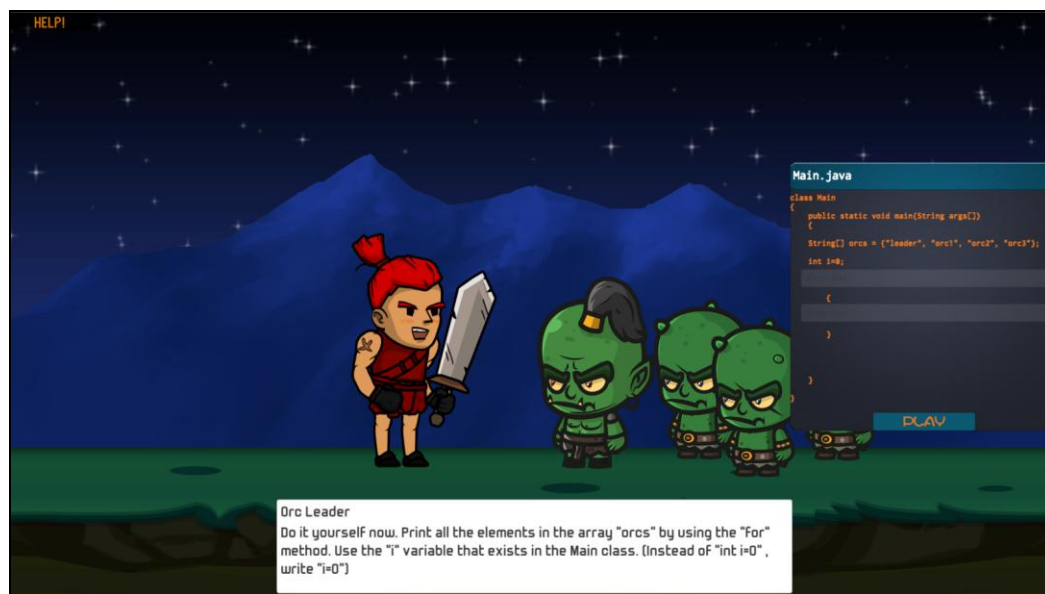 HELP!
Main.java
class Main
{
public static void main(String args[])
{
String[] orcs = {"leader", "orc1", "orc2", "orc3"};
int i=0;
{
}
}
}
PLAY
Orc Leader
Do it yourself now. Print all the elements in the array "orcs" by using the "for"
method. Use the "i" variable that exists in the Main class. (Instead of "int i=0" ,
write "i=0")